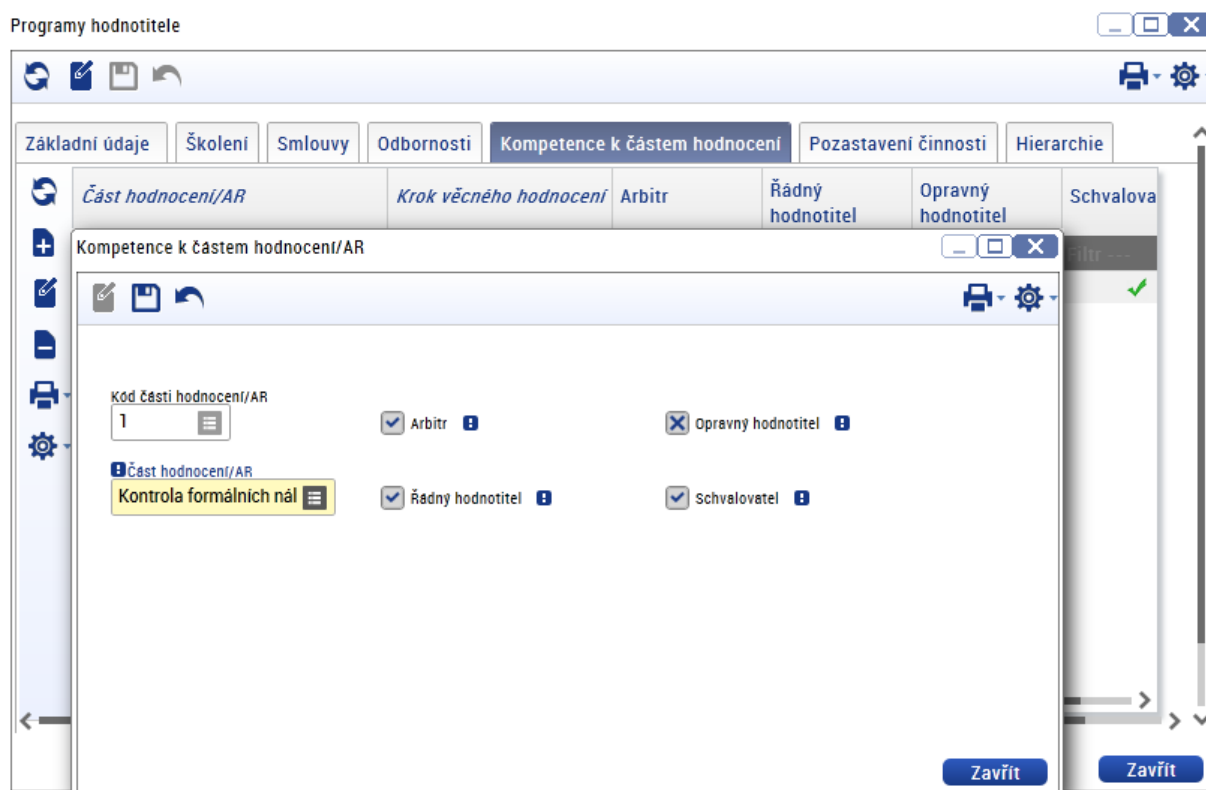 Programy hodnotitele
Základní údaje Školení Smlouvy Odbornosti Kompetence k částem hodnocení Pozastavení činnosti Hierarchie
Část hodnocení/AR Krok věcného hodnocení Arbitr Řádný hodnotitel Opravný hodnotitel Schvalova
Filtr ---
Kompetence k částem hodnocení/AR
Kód části hodnocení/AR
1 Arbitr Opravný hodnotitel
Část hodnocení/AR
Kontrola formálních nál Řádný hodnotitel Schvalovatel
Zavřít Zavřít